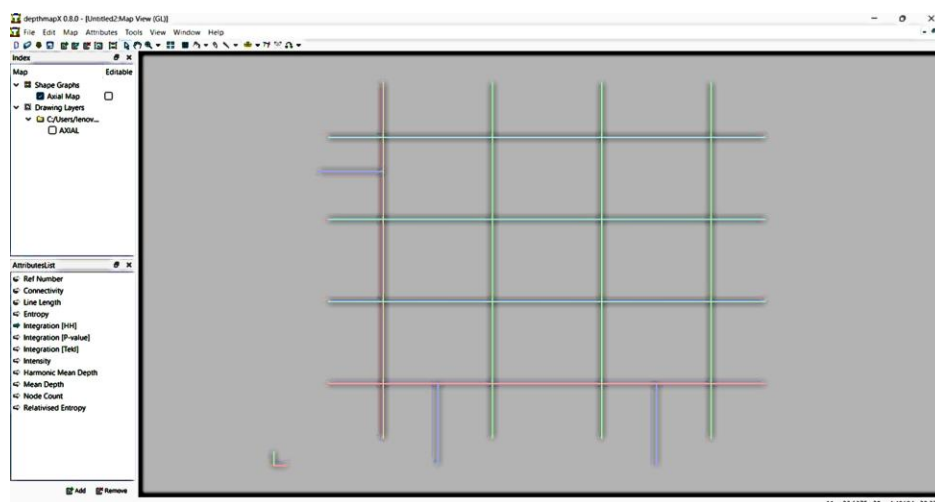 depthmapX 0.8.0 - [Untitled2:Map View (GL)]
File Edit Map Attributes Tools View Window Help
Index
Map Editable
Shape Graphs
Axial Map
Drawing Layers
C:/Users/lenov...
AXIAL
AttributesList
Ref Number
Connectivity
Line Length
Entropy
Integration [HH]
Integration [P-value]
Integration [Tekl]
Intensity
Harmonic Mean Depth
Mean Depth
Node Count
Relativised Entropy
Add Remove